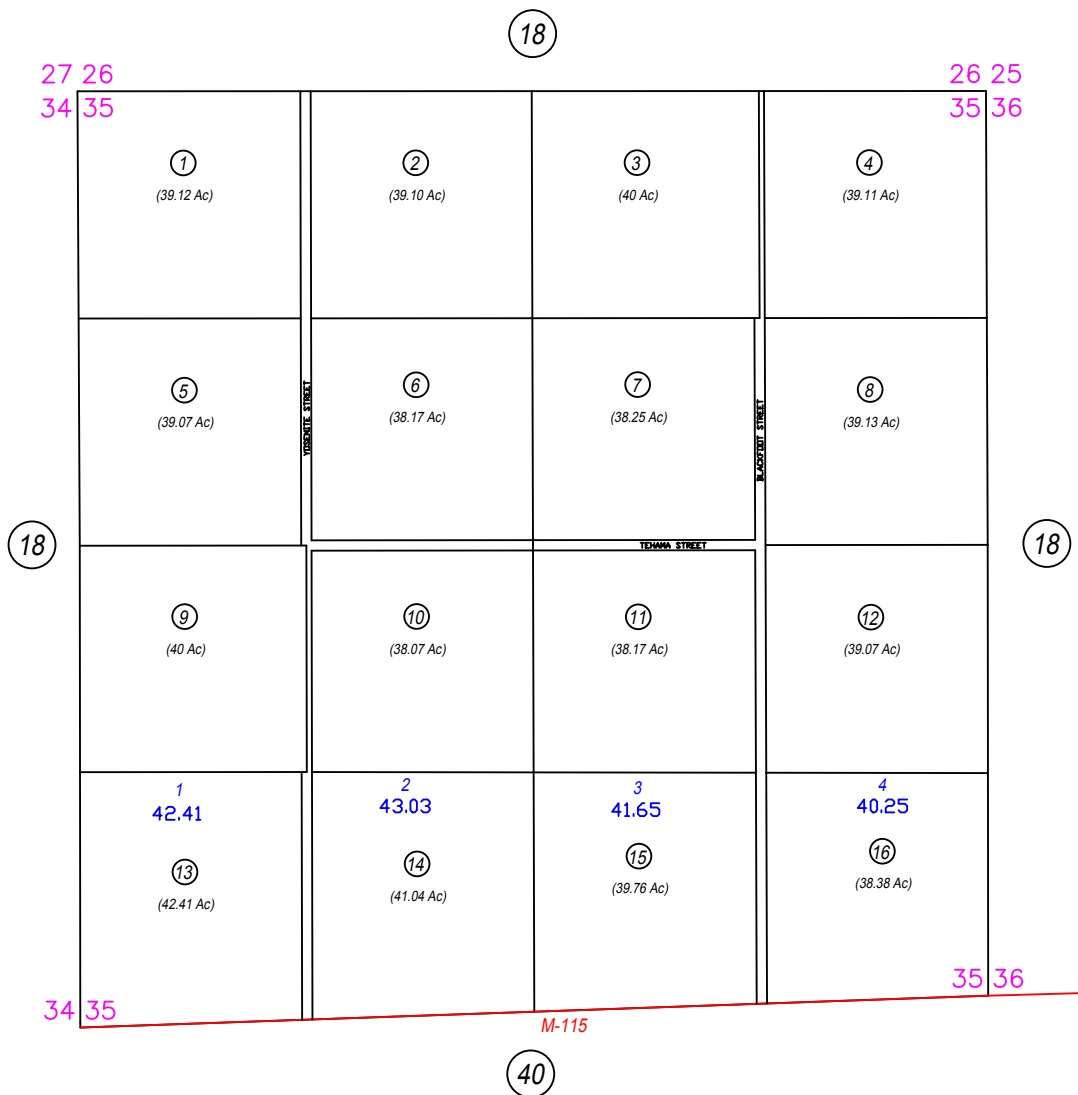 18
27 26
26 25
34 35
35 36
1
2
3
4
(39.12 Ac)
(39.10 Ac)
(40 Ac)
(39.11 Ac)
5
6
7
8
(39.07 Ac)
(38.17 Ac)
(38.25 Ac)
(39.13 Ac)
YOSEMITE STREET
BLACKFOOT STREET
18
TEHAMA STREET
18
9
10
11
12
(40 Ac)
(38.07 Ac)
(38.17 Ac)
(39.07 Ac)
1
2
3
4
42.41
43.03
41.65
40.25
13
14
15
16
(42.41 Ac)
(41.04 Ac)
(39.76 Ac)
(38.38 Ac)
34 35
35 36
M-115
40